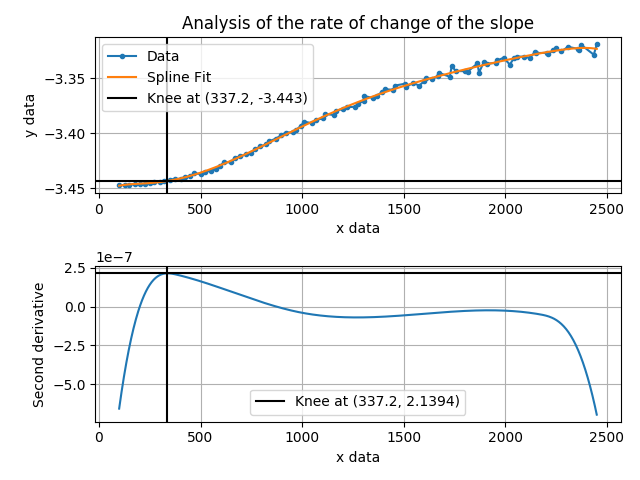 Analysis of the rate of change of the slope
Data
Spline Fit
Knee at (337.2, -3.443)
y data
−3.35
−3.40
−3.45
0 500 1000 1500 2000 2500
x data
1e−7
Second derivative
2.5
0.0
−2.5
−5.0
Knee at (337.2, 2.1394)
0 500 1000 1500 2000 2500
x data